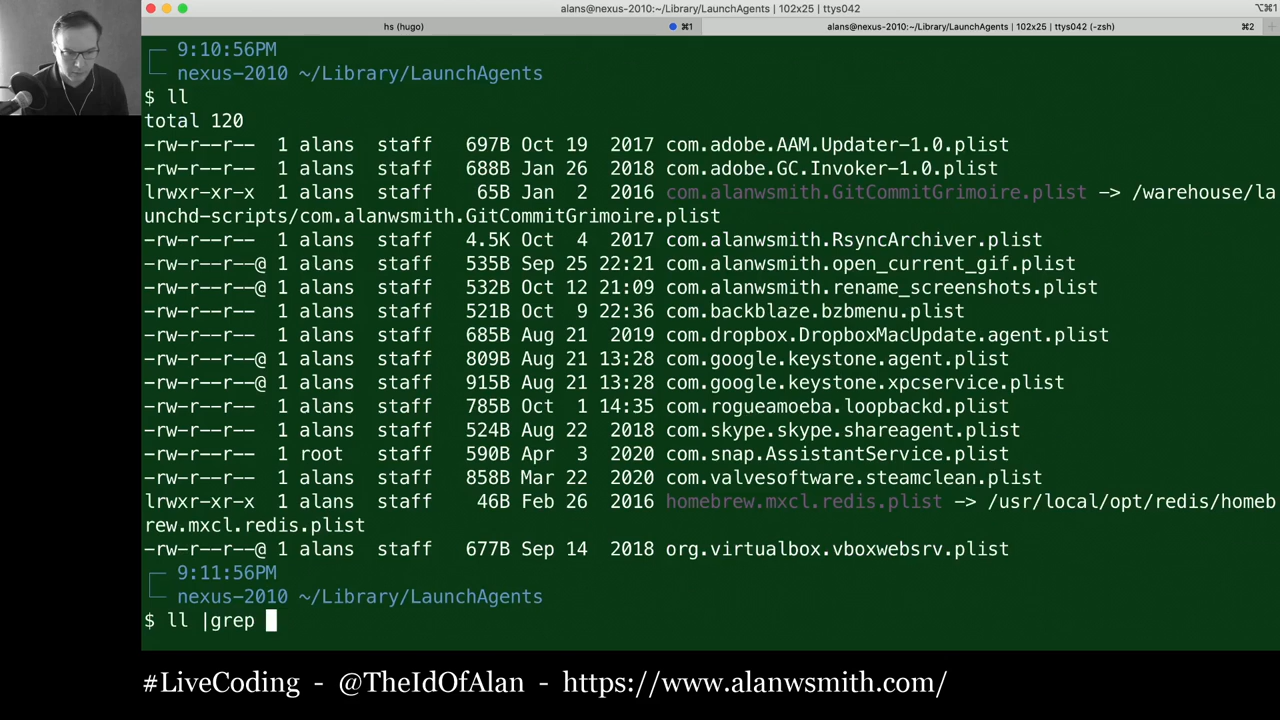 alans@nexus-2010:~/Library/LaunchAgents | 102x25 | ttys042
⌥⌘1
hs (hugo)
⌘1
alans@nexus-2010:~/Library/LaunchAgents | 102x25 | ttys042 (-zsh)
⌘2
9:10:56PM
nexus-2010 ~/Library/LaunchAgents
$ ll
total 120
-rw-r--r--  1 alans  staff   697B Oct 19  2017 com.adobe.AAM.Updater-1.0.plist
-rw-r--r--  1 alans  staff   688B Jan 26  2018 com.adobe.GC.Invoker-1.0.plist
lrwxr-xr-x  1 alans  staff    65B Jan  2  2016 com.alanwsmith.GitCommitGrimoire.plist -> /warehouse/la
unchd-scripts/com.alanwsmith.GitCommitGrimoire.plist
-rw-r--r--  1 alans  staff   4.5K Oct  4  2017 com.alanwsmith.RsyncArchiver.plist
-rw-r--r--@ 1 alans  staff   535B Sep 25 22:21 com.alanwsmith.open_current_gif.plist
-rw-r--r--@ 1 alans  staff   532B Oct 12 21:09 com.alanwsmith.rename_screenshots.plist
-rw-r--r--  1 alans  staff   521B Oct  9 22:36 com.backblaze.bzbmenu.plist
-rw-r--r--  1 alans  staff   685B Aug 21  2019 com.dropbox.DropboxMacUpdate.agent.plist
-rw-r--r--@ 1 alans  staff   809B Aug 21 13:28 com.google.keystone.agent.plist
-rw-r--r--@ 1 alans  staff   915B Aug 21 13:28 com.google.keystone.xpcservice.plist
-rw-r--r--  1 alans  staff   785B Oct  1 14:35 com.rogueamoeba.loopbackd.plist
-rw-r--r--  1 alans  staff   524B Aug 22  2018 com.skype.skype.shareagent.plist
-rw-r--r--  1 root   staff   590B Apr  3  2020 com.snap.AssistantService.plist
-rw-r--r--  1 alans  staff   858B Mar 22  2020 com.valvesoftware.steamclean.plist
lrwxr-xr-x  1 alans  staff    46B Feb 26  2016 homebrew.mxcl.redis.plist -> /usr/local/opt/redis/homeb
rew.mxcl.redis.plist
-rw-r--r--@ 1 alans  staff   677B Sep 14  2018 org.virtualbox.vboxwebsrv.plist
9:11:56PM
nexus-2010 ~/Library/LaunchAgents
$ ll |grep
#LiveCoding - @TheIdOfAlan - https://www.alanwsmith.com/